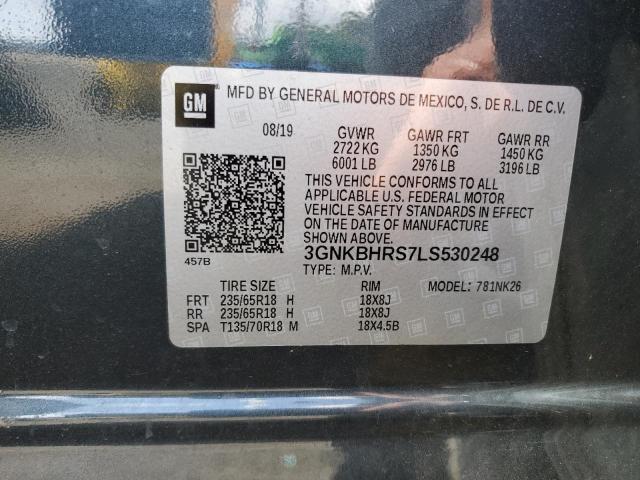 GM MFD BY GENERAL MOTORS DE MEXICO, S. DE R.L. DE C.V.
08/19 GVWR GAWR FRT GAWR RR
2722 KG 1350 KG 1450 KG
6001 LB 2976 LB 3196 LB
THIS VEHICLE CONFORMS TO ALL
APPLICABLE U.S. FEDERAL MOTOR
VEHICLE SAFETY STANDARDS IN EFFECT
ON THE DATE OF MANUFACTURE
SHOWN ABOVE.
457B 3GNKBHRS7LS530248
TYPE: M.P.V.
TIRE SIZE RIM MODEL: 781NK26
FRT 235/65R18 H 18X8J
RR 235/65R18 H 18X8J
SPA T135/70R18 M 18X4.5B